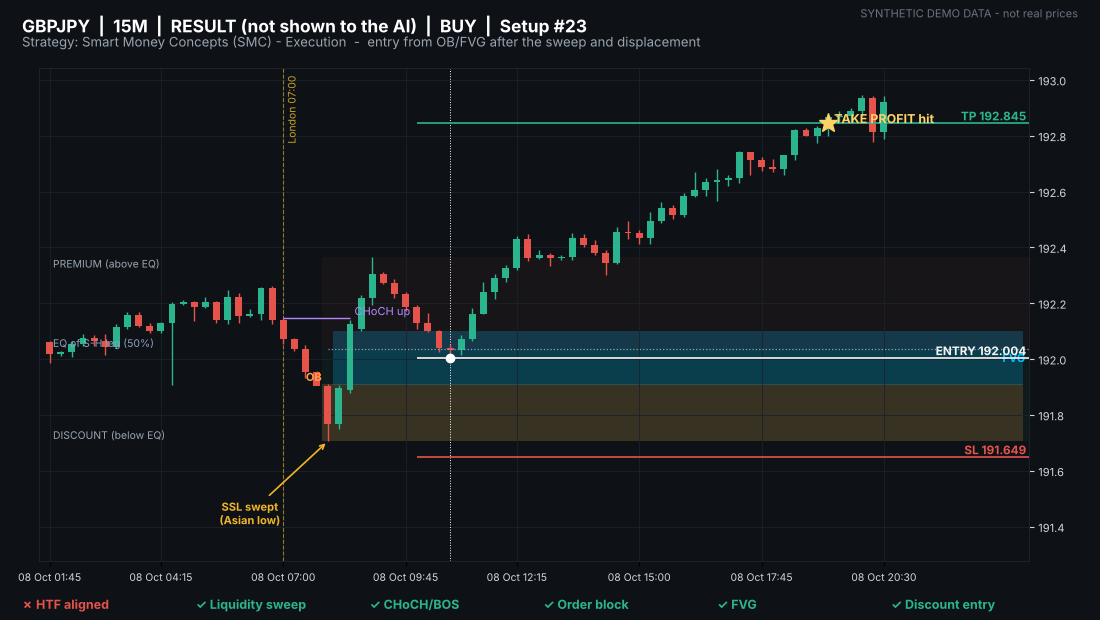 GBPJPY | 15M | RESULT (not shown to the AI) | BUY | Setup #23
SYNTHETIC DEMO DATA - not real prices
Strategy: Smart Money Concepts (SMC) - Execution - entry from OB/FVG after the sweep and displacement
London 07:00
193.0
TAKE PROFIT hit
TP 192.845
192.8
192.6
192.4
PREMIUM (above EQ)
192.2
CHoCH up
EQ of
(50%)
ENTRY 192.004
FVG
192.0
OB
191.8
DISCOUNT (below EQ)
SL 191.649
191.6
SSL swept
(Asian low)
191.4
08 Oct 01:45
08 Oct 04:15
08 Oct 07:00
08 Oct 09:45
08 Oct 12:15
08 Oct 15:00
08 Oct 17:45
08 Oct 20:30
× HTF aligned
✓ Liquidity sweep
✓ CHoCH/BOS
✓ Order block
✓ FVG
✓ Discount entry